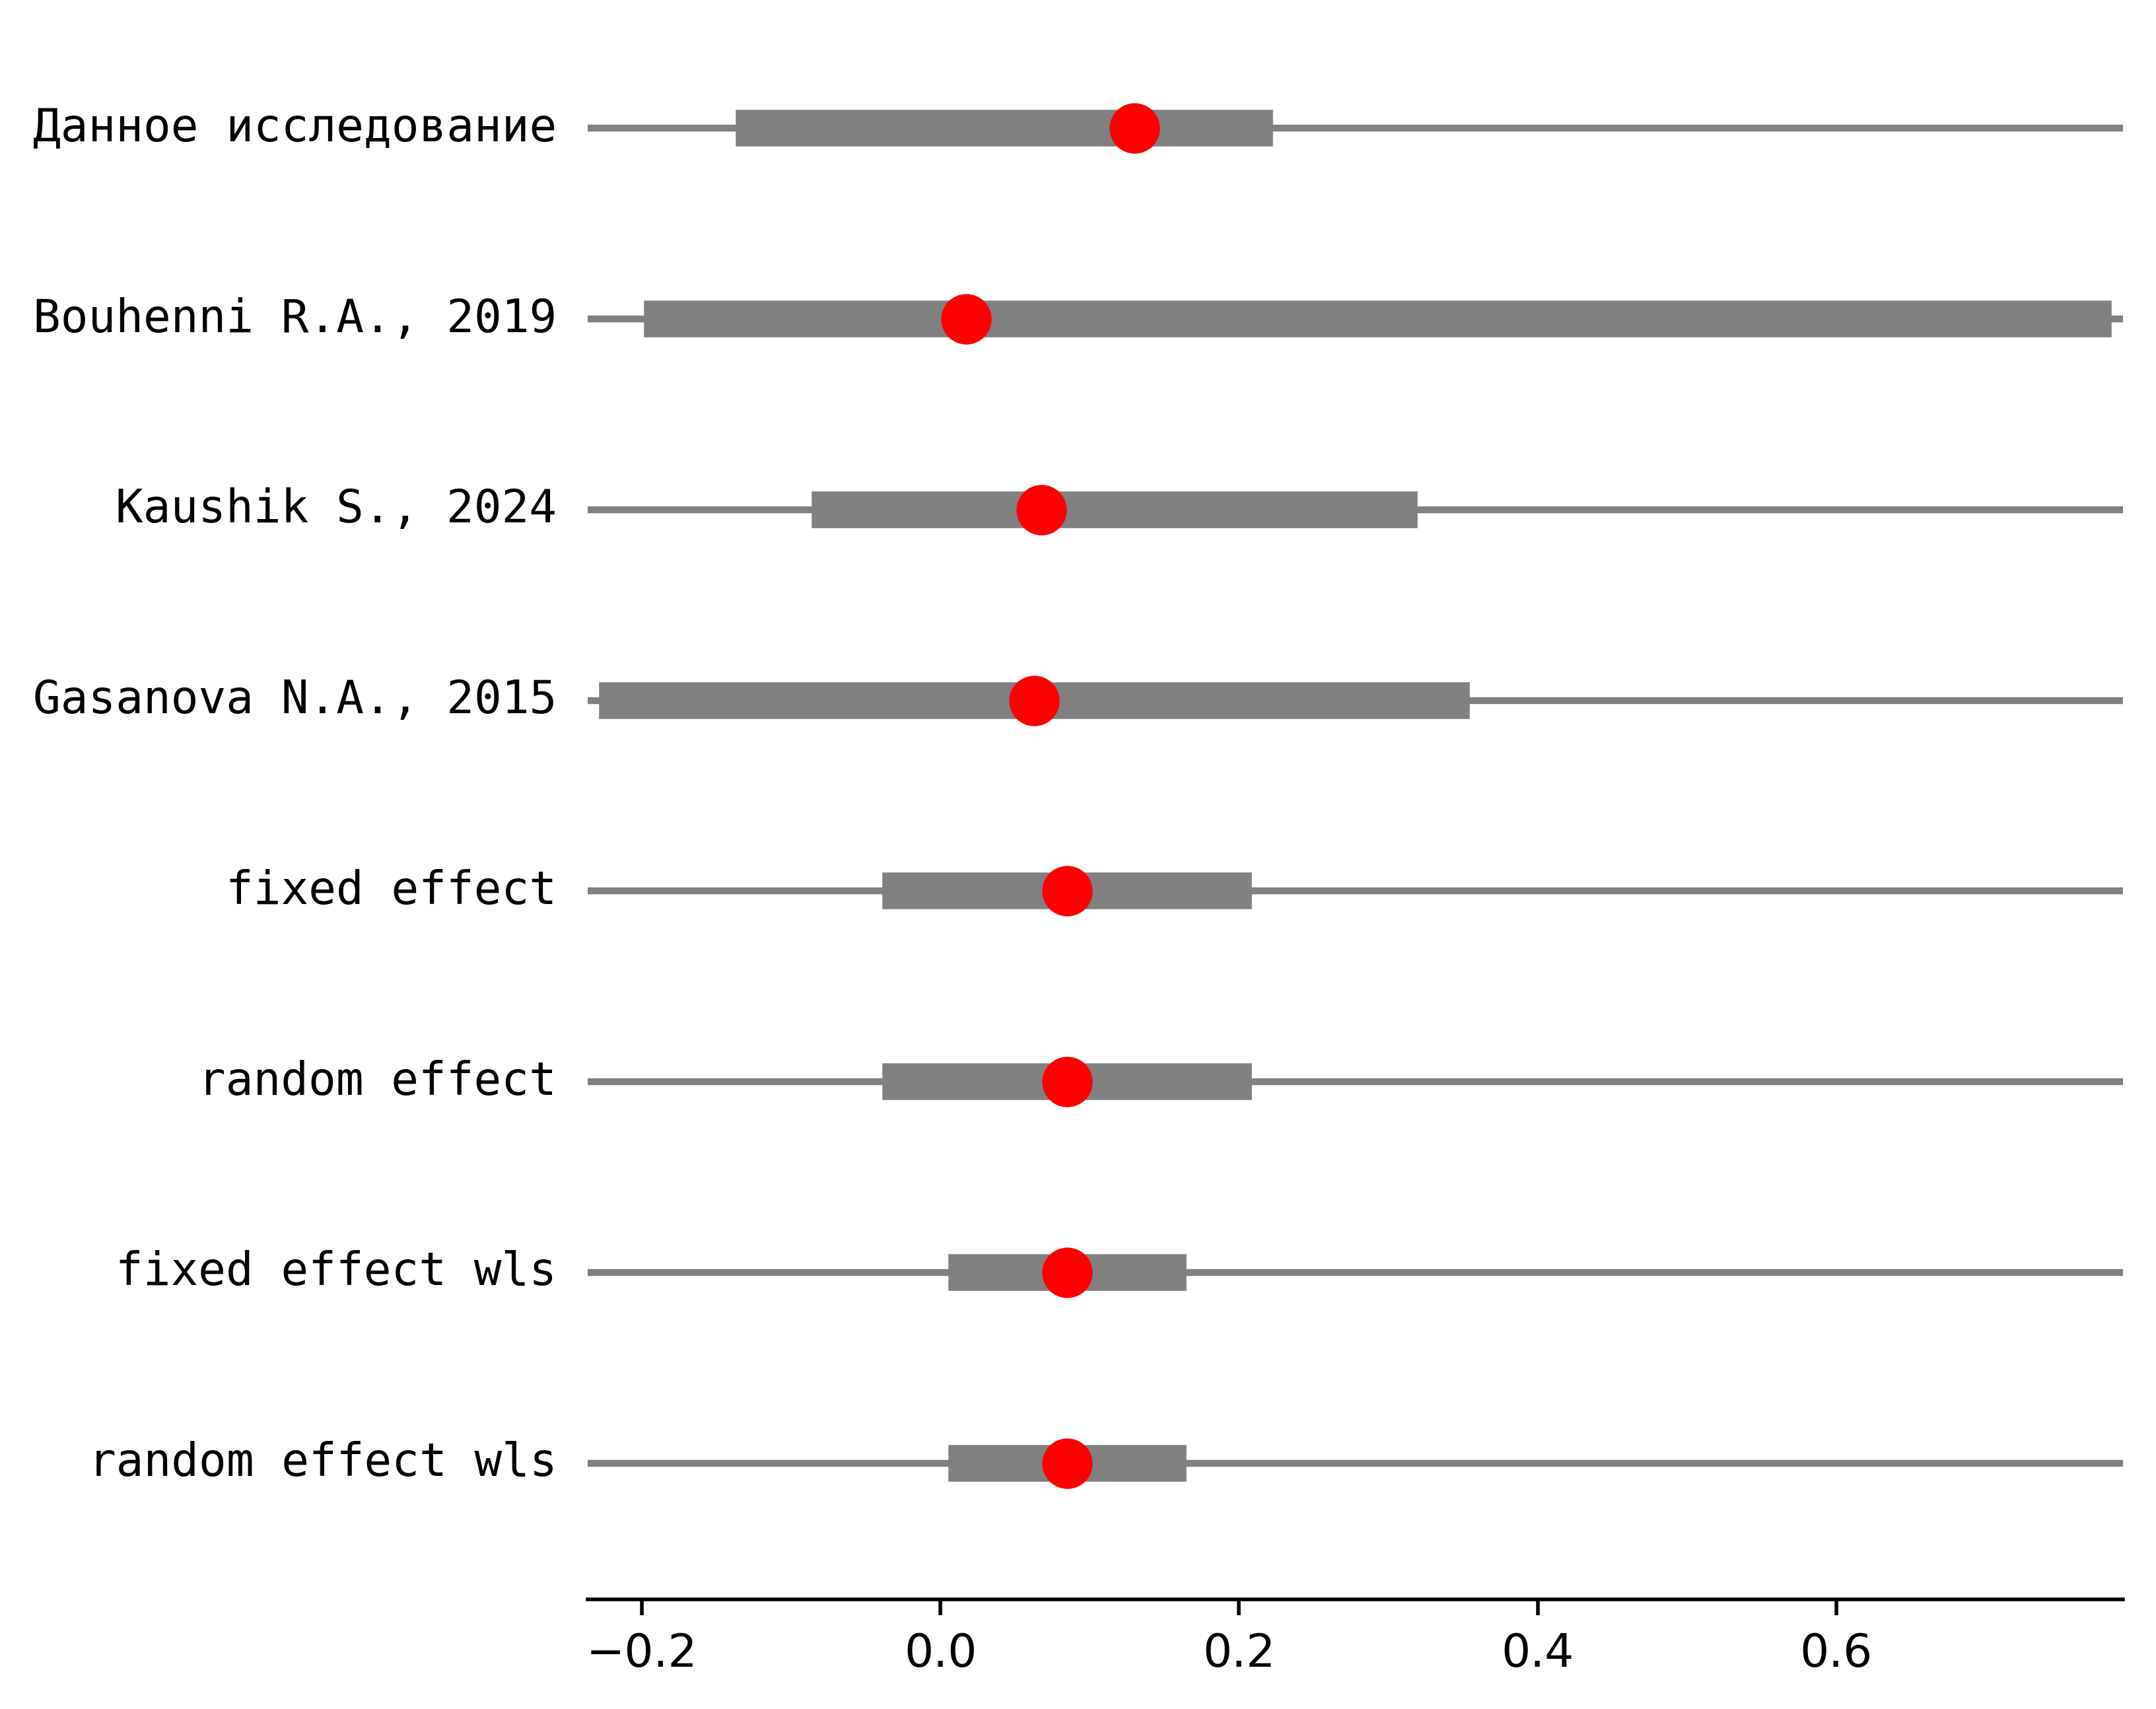 Данное исследование
Bouhenni R.A., 2019
Kaushik S., 2024
Gasanova N.A., 2015
fixed effect
random effect
fixed effect wls
random effect wls
−0.2 0.0 0.2 0.4 0.6